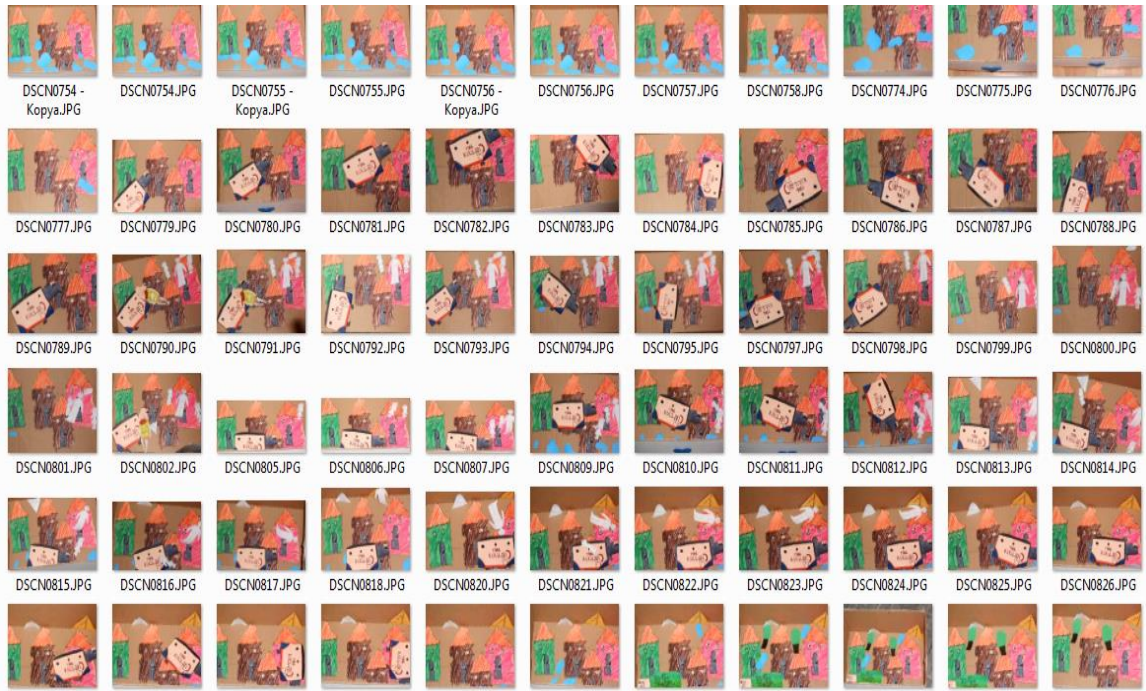 DSCN0754 - DSCN0754.JPG DSCN0755 - DSCN0755.JPG DSCN0756 - DSCN0756.JPG DSCN0757.JPG DSCN0758.JPG DSCN0774.JPG DSCN0775.JPG DSCN0776.JPG
Kopya.JPG Kopya.JPG Kopya.JPG
DSCN0777.JPG DSCN0779.JPG DSCN0780.JPG DSCN0781.JPG DSCN0782.JPG DSCN0783.JPG DSCN0784.JPG DSCN0785.JPG DSCN0786.JPG DSCN0787.JPG DSCN0788.JPG
DSCN0789.JPG DSCN0790.JPG DSCN0791.JPG DSCN0792.JPG DSCN0793.JPG DSCN0794.JPG DSCN0795.JPG DSCN0797.JPG DSCN0798.JPG DSCN0799.JPG DSCN0800.JPG
DSCN0801.JPG DSCN0802.JPG DSCN0805.JPG DSCN0806.JPG DSCN0807.JPG DSCN0809.JPG DSCN0810.JPG DSCN0811.JPG DSCN0812.JPG DSCN0813.JPG DSCN0814.JPG
DSCN0815.JPG DSCN0816.JPG DSCN0817.JPG DSCN0818.JPG DSCN0820.JPG DSCN0821.JPG DSCN0822.JPG DSCN0823.JPG DSCN0824.JPG DSCN0825.JPG DSCN0826.JPG